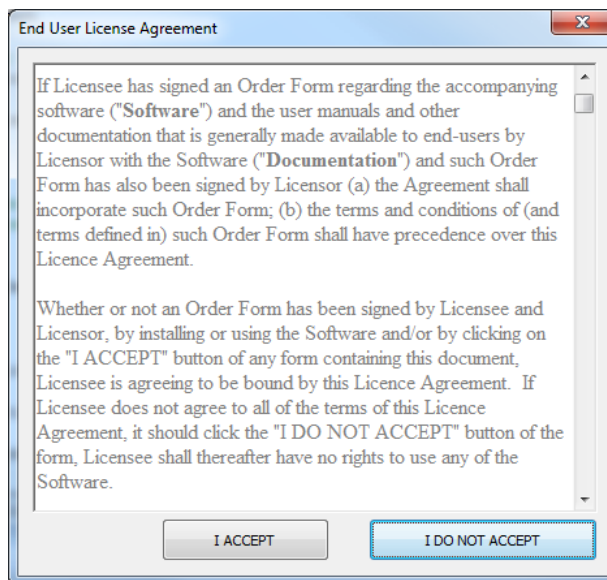 End User License Agreement
If Licensee has signed an Order Form regarding the accompanying
software ("Software") and the user manuals and other
documentation that is generally made available to end-users by
Licensor with the Software ("Documentation") and such Order
Form has also been signed by Licensor (a) the Agreement shall
incorporate such Order Form; (b) the terms and conditions of (and
terms defined in) such Order Form shall have precedence over this
Licence Agreement.
Whether or not an Order Form has been signed by Licensee and
Licensor, by installing or using the Software and/or by clicking on
the "I ACCEPT" button of any form containing this document,
Licensee is agreeing to be bound by this Licence Agreement.  If
Licensee does not agree to all of the terms of this Licence
Agreement, it should click the "I DO NOT ACCEPT" button of the
form, Licensee shall thereafter have no rights to use any of the
Software.
I ACCEPT
I DO NOT ACCEPT